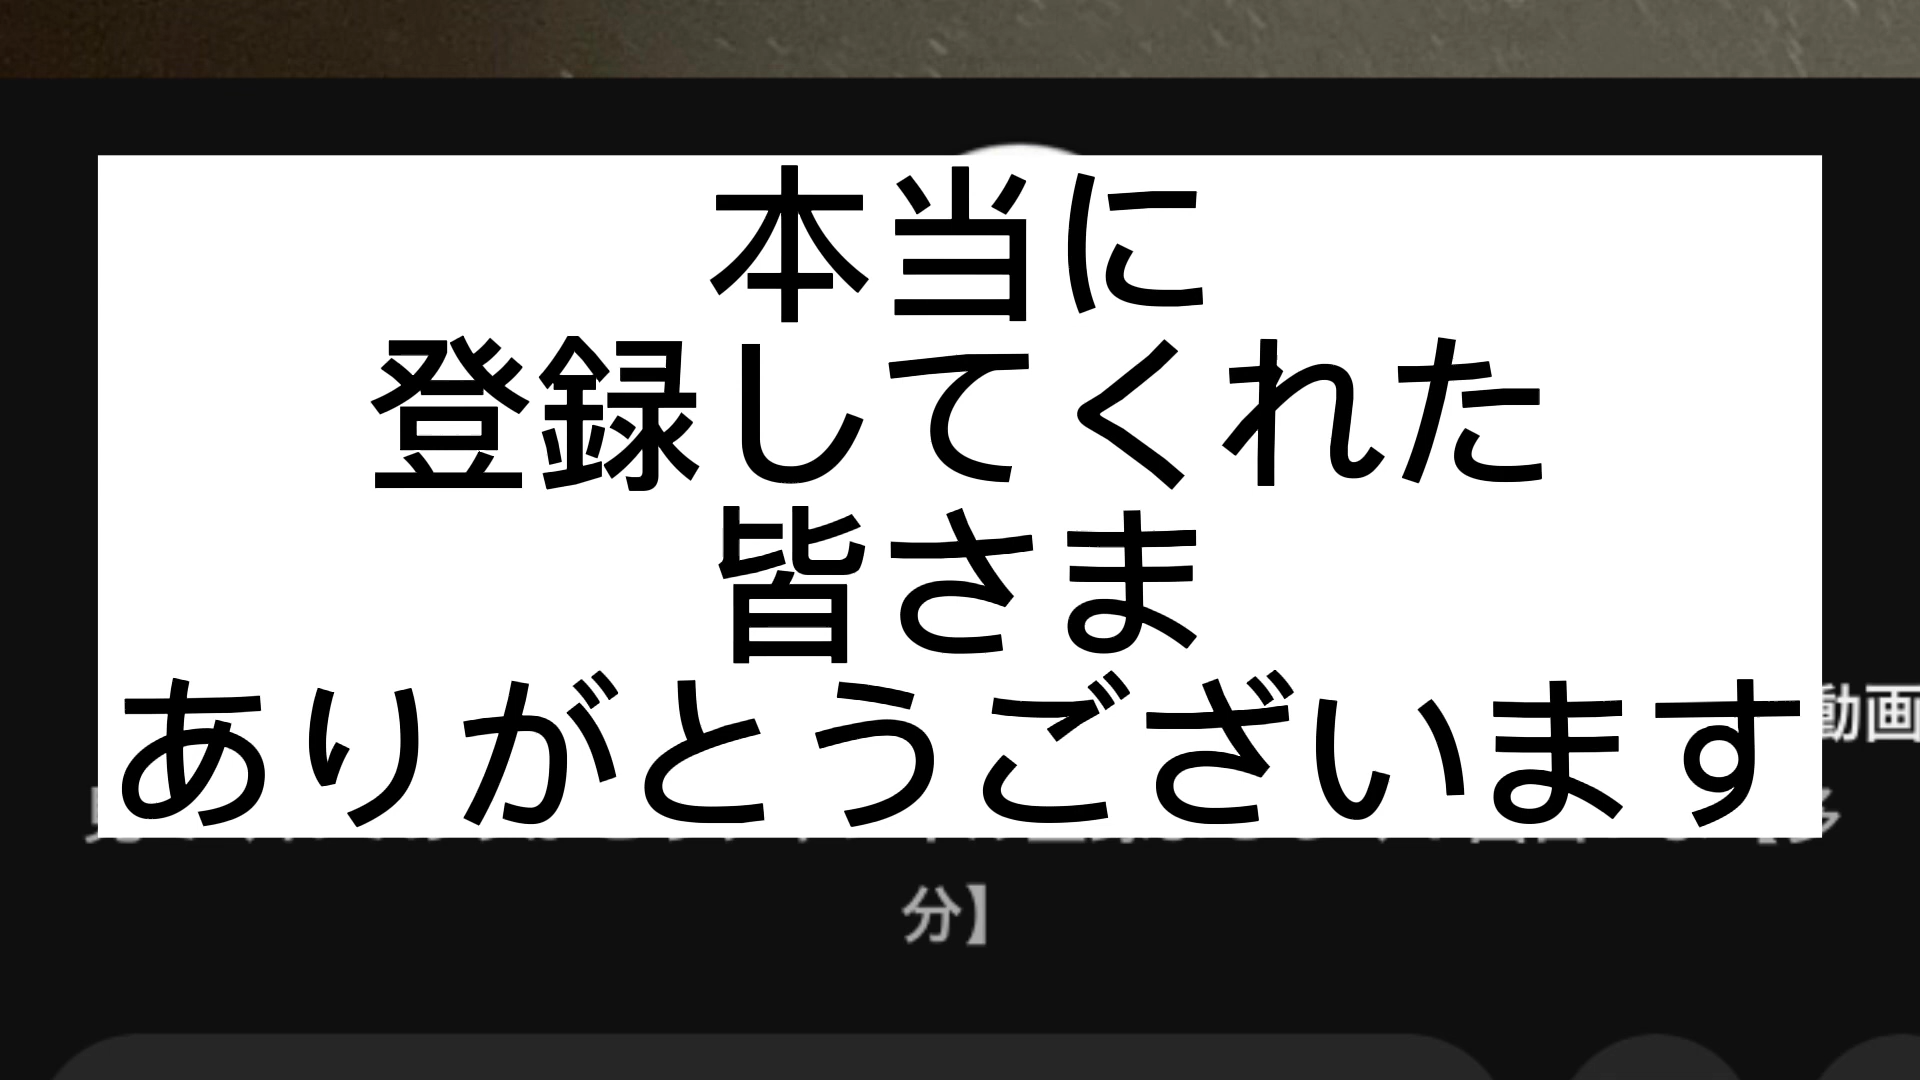 本当に
登録してくれた
皆さま
ありがとうございます
動画
分】